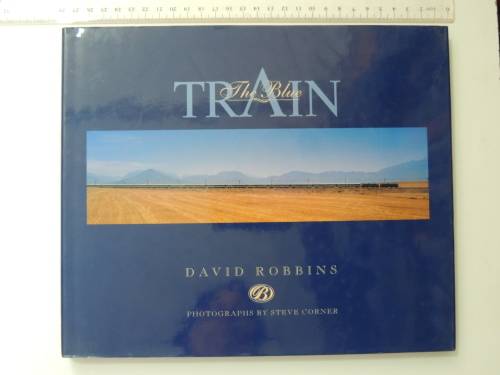 The Blue
TRAIN
DAVID ROBBINS
B
PHOTOGRAPHS BY STEVE CORNER